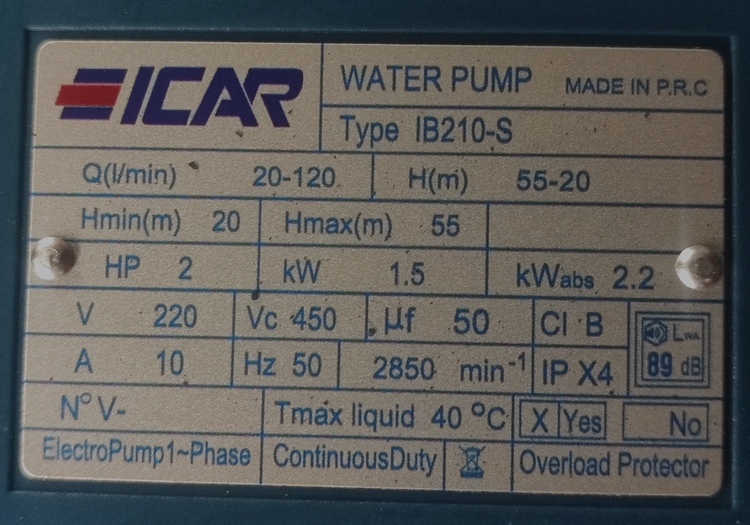 EICAR
WATER PUMP MADE IN P.R.C
Type IB210-S
Q(l/min) 20-120 H(m) 55-20
Hmin(m) 20 Hmax(m) 55
HP 2 kW 1.5 kWabs 2.2
V 220 Vc 450 µf 50 Cl B
A 10 Hz 50 2850 min-1 IP X4
LWA
89 dB
N° V- Tmax liquid 40 °C X Yes No
ElectroPump1~Phase ContinuousDuty Overload Protector